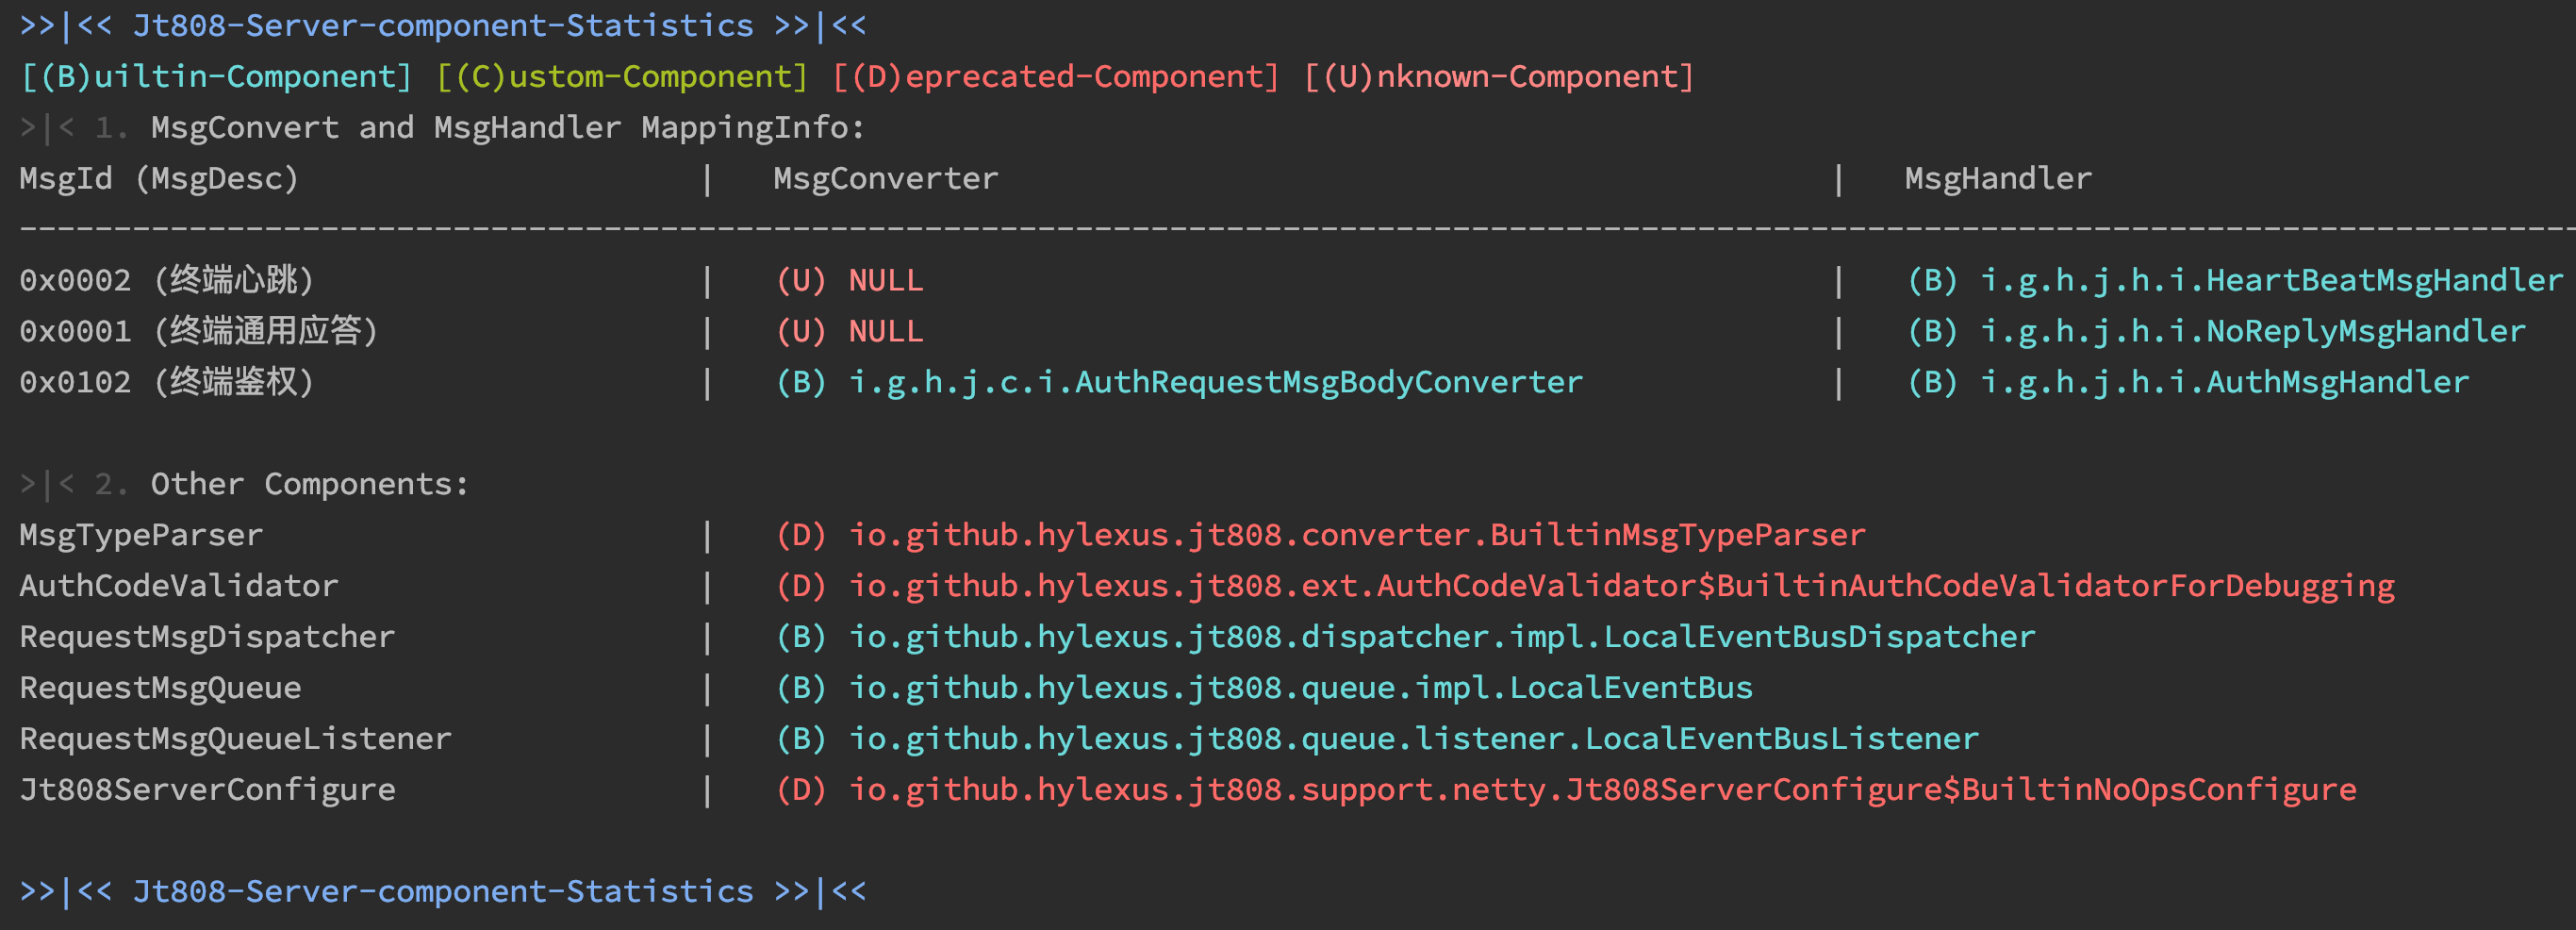 >>|<< Jt808-Server-component-Statistics >>|<<
[(B)uiltin-Component] [(C)ustom-Component] [(D)eprecated-Component] [(U)nknown-Component]
>|< 1. MsgConvert and MsgHandler MappingInfo:
MsgId (MsgDesc) | MsgConverter | MsgHandler
----------------------------------------------------------------------------------------------------------------------------------------
0x0002 (终端心跳) | (U) NULL | (B) i.g.h.j.h.i.HeartBeatMsgHandler
0x0001 (终端通用应答) | (U) NULL | (B) i.g.h.j.h.i.NoReplyMsgHandler
0x0102 (终端鉴权) | (B) i.g.h.j.c.i.AuthRequestMsgBodyConverter | (B) i.g.h.j.h.i.AuthMsgHandler
>|< 2. Other Components:
MsgTypeParser | (D) io.github.hylexus.jt808.converter.BuiltinMsgTypeParser
AuthCodeValidator | (D) io.github.hylexus.jt808.ext.AuthCodeValidator$BuiltinAuthCodeValidatorForDebugging
RequestMsgDispatcher | (B) io.github.hylexus.jt808.dispatcher.impl.LocalEventBusDispatcher
RequestMsgQueue | (B) io.github.hylexus.jt808.queue.impl.LocalEventBus
RequestMsgQueueListener | (B) io.github.hylexus.jt808.queue.listener.LocalEventBusListener
Jt808ServerConfigure | (D) io.github.hylexus.jt808.support.netty.Jt808ServerConfigure$BuiltinNoOpsConfigure
>>|<< Jt808-Server-component-Statistics >>|<<